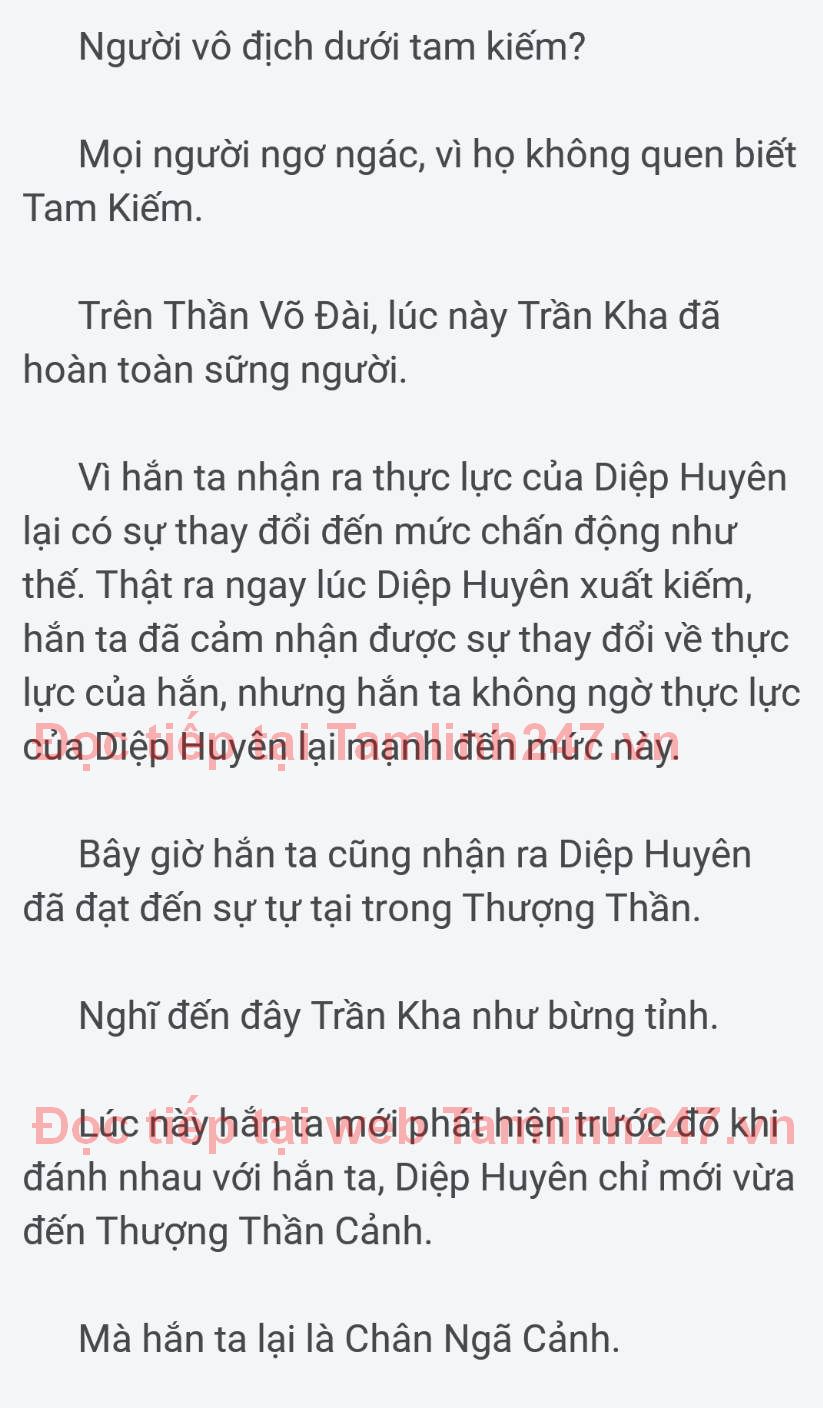 Người vô địch dưới tam kiếm?
Mọi người ngơ ngác, vì họ không quen biết
Tam Kiếm.
Trên Thần Võ Đài, lúc này Trần Kha đã
hoàn toàn sững người.
Vì hắn ta nhận ra thực lực của Diệp Huyên
lại có sự thay đổi đến mức chấn động như
thế. Thật ra ngay lúc Diệp Huyên xuất kiếm,
hắn ta đã cảm nhận được sự thay đổi về thực
lực của hắn, nhưng hắn ta không ngờ thực lực
của Diệp Huyên lại mạnh đến mức này.
Đọc tiếp tại Tamlinh247.vn
Bây giờ hắn ta cũng nhận ra Diệp Huyên
đã đạt đến sự tự tại trong Thượng Thần.
Nghĩ đến đây Trần Kha như bừng tỉnh.
Lúc này hắn ta mới phát hiện trước đó khi
Đọc tiếp tại web Tamlinh247.vn
đánh nhau với hắn ta, Diệp Huyên chỉ mới vừa
đến Thượng Thần Cảnh.
Mà hắn ta lại là Chân Ngã Cảnh.